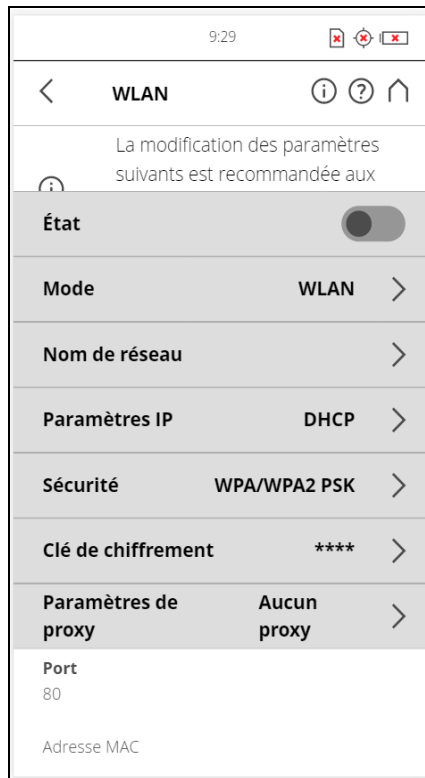 9:29
WLAN
La modification des paramètres
suivants est recommandée aux
État
Mode WLAN
Nom de réseau
Paramètres IP DHCP
Sécurité WPA/WPA2 PSK
Clé de chiffrement ****
Paramètres de Aucun
proxy proxy
Port
80
Adresse MAC